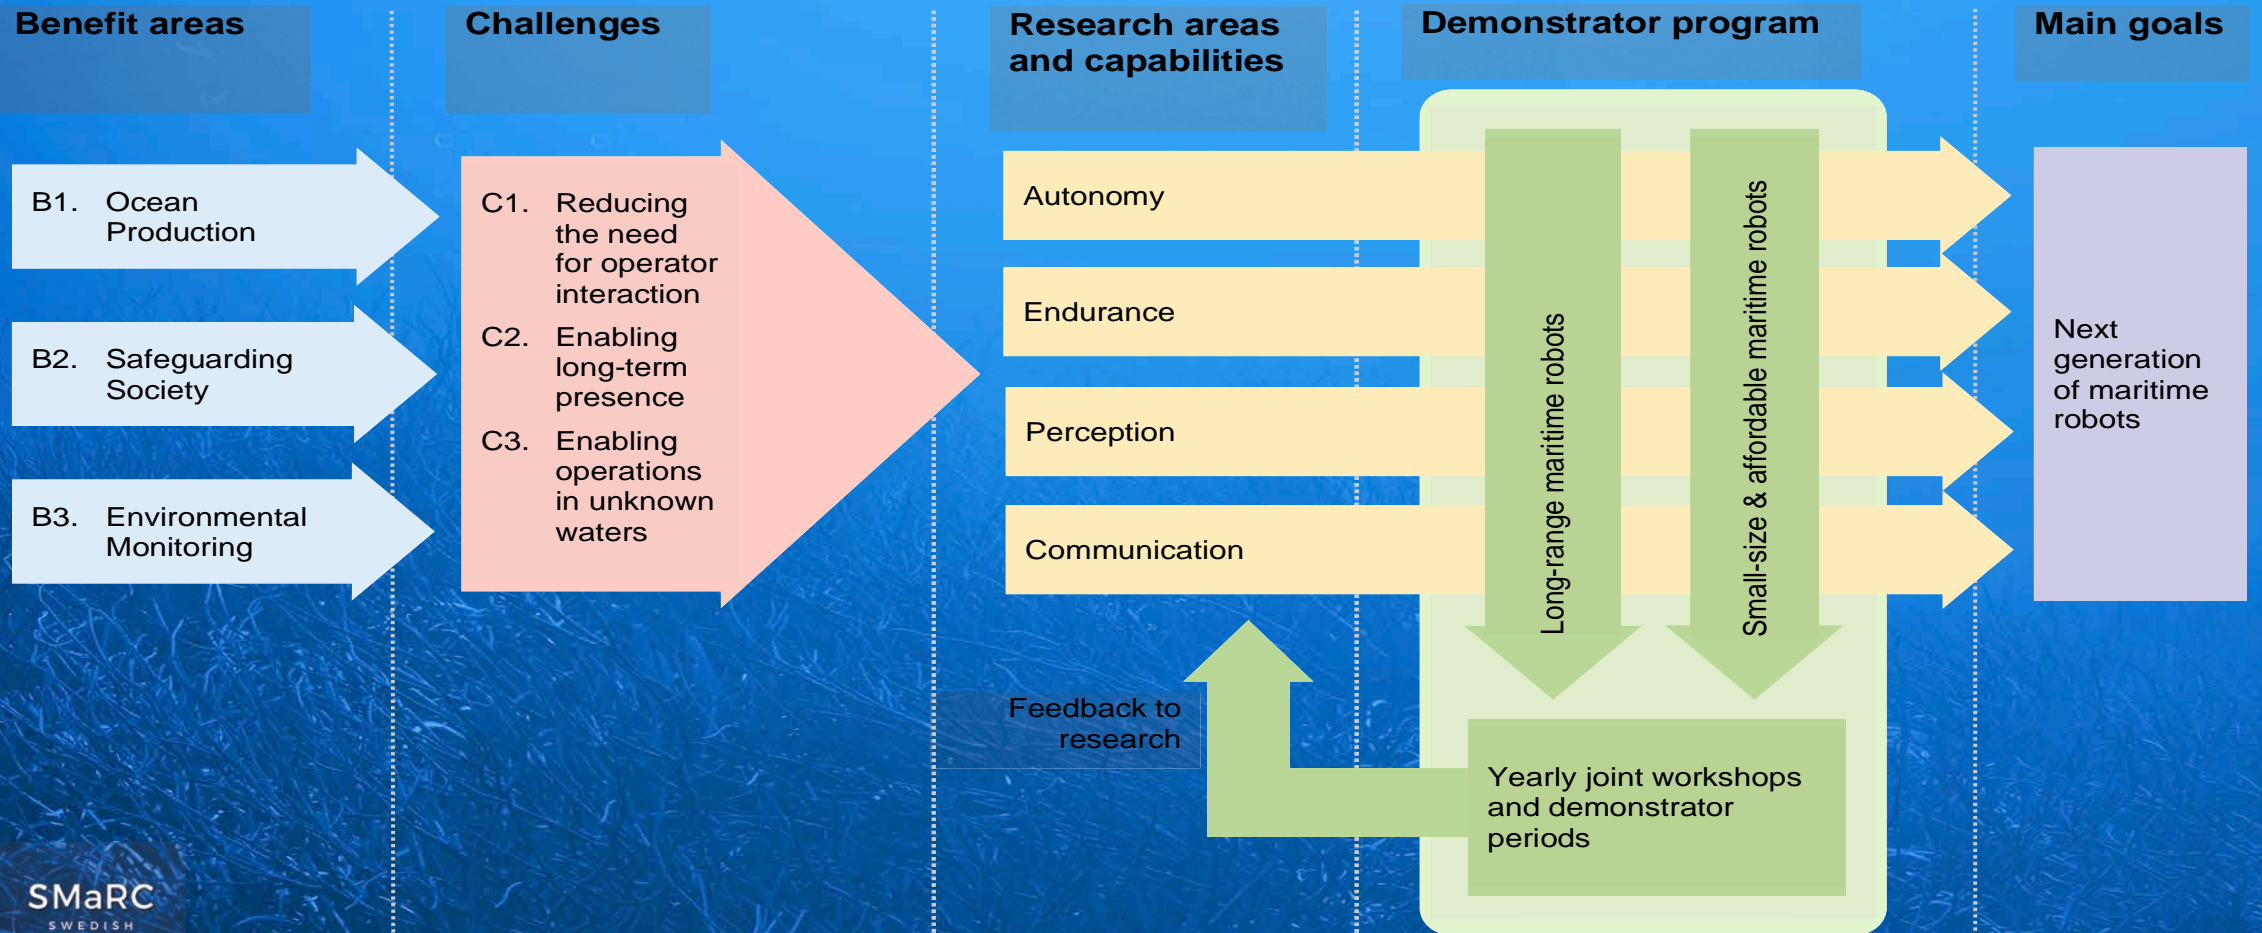 Benefit areas
Challenges
Research areas
and capabilities
Demonstrator program
Main goals
B1. Ocean
Production
B2. Safeguarding
Society
B3. Environmental
Monitoring
C1. Reducing
the need
for operator
interaction
C2. Enabling
long-term
presence
C3. Enabling
operations
in unknown
waters
Autonomy
Endurance
Perception
Communication
Long-range maritime robots
Small-size & affordable maritime robots
Next
generation
of maritime
robots
Feedback to
research
Yearly joint workshops
and demonstrator
periods
SMaRC
SWEDISH